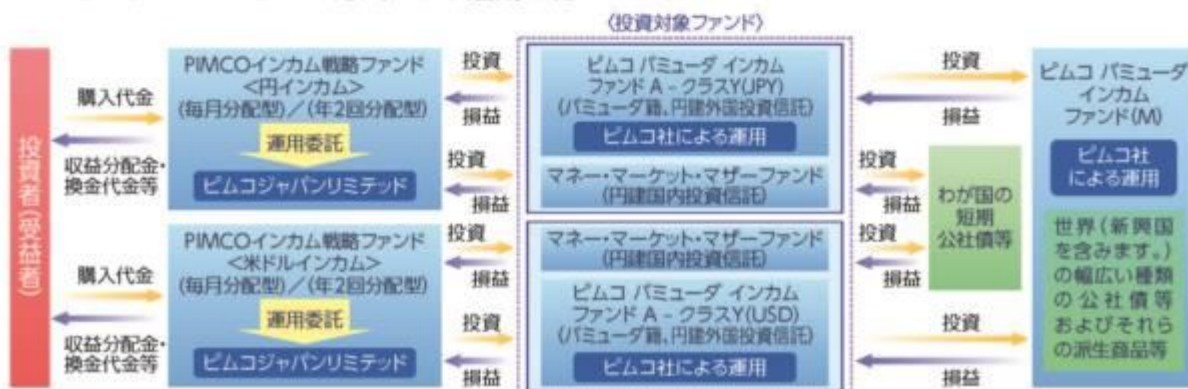 〈投資対象ファンド〉
投資者(受益者)
購入代金
収益分配金・
換金代金等
PIMCOインカム戦略ファンド
<円インカム>
(毎月分配型)/(年2回分配型)
運用委託
ピムコジャパンリミテッド
投資
損益
投資
損益
ピムコ バミューダ インカム
ファンド A - クラスY(JPY)
(バミューダ籍、円建外国投資信託)
ピムコ社による運用
マネー・マーケット・マザーファンド
(円建国内投資信託)
投資
損益
投資
損益
購入代金
収益分配金・
換金代金等
PIMCOインカム戦略ファンド
<米ドルインカム>
(毎月分配型)/(年2回分配型)
運用委託
ピムコジャパンリミテッド
投資
損益
投資
損益
マネー・マーケット・マザーファンド
(円建国内投資信託)
ピムコ バミューダ インカム
ファンド A - クラスY(USD)
(バミューダ籍、円建外国投資信託)
ピムコ社による運用
投資
損益
投資
損益
わが国の
短期
公社債等
ピムコ バミューダ
インカム
ファンド(M)
ピムコ社
による運用
世界(新興国
を含みます。)
の幅広い種類
の公社債等
およびそれら
の派生商品等